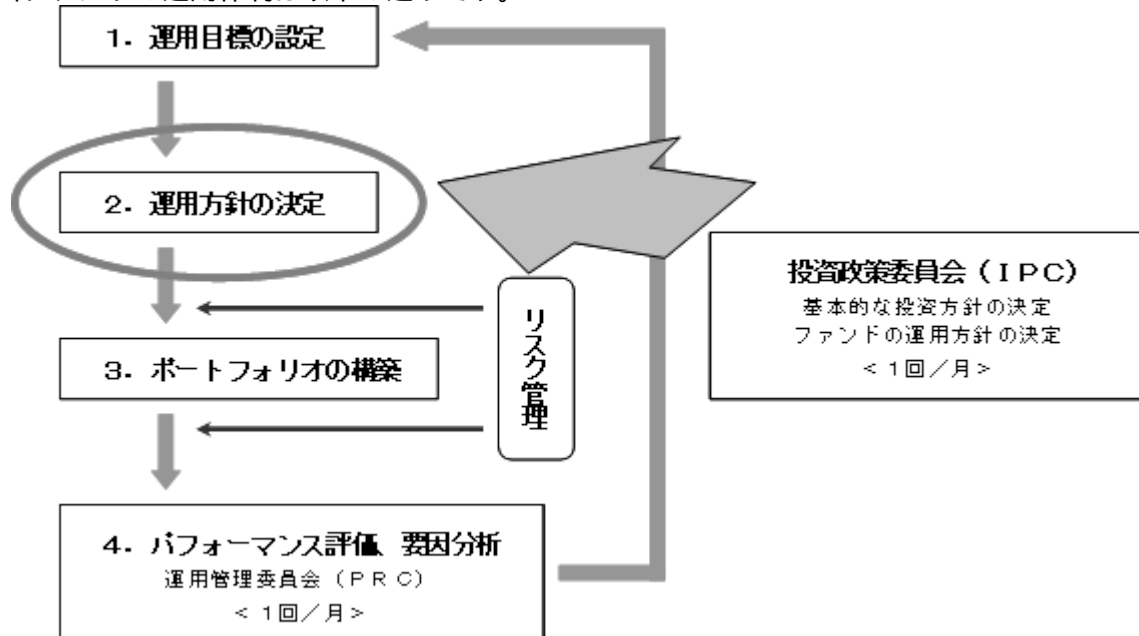 1．運用目標の設定
2．運用方針の決定
投資政策委員会（IPC）
基本的な投資方針の決定
ファンドの運用方針の決定
＜1回／月＞
リスク管理
3．ポートフォリオの構築
4．パフォーマンス評価、要因分析
運用管理委員会（PRC）
＜1回／月＞